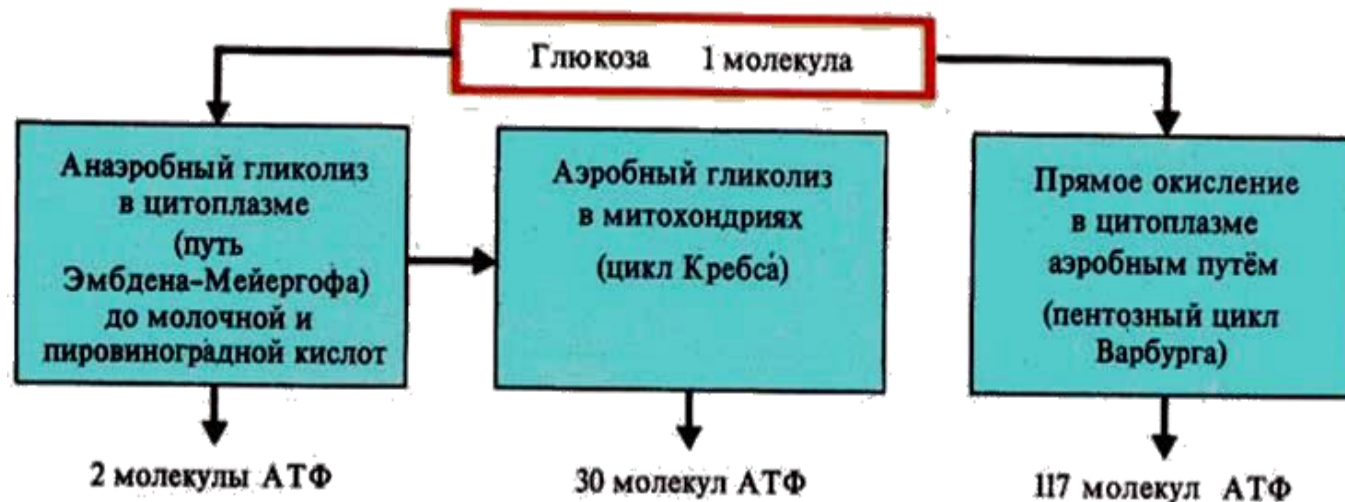 Глюкоза 1 молекула
Анаэробный гликолиз
в цитоплазме
(путь
Эмбдена-Мейергофа)
до молочной и
пировиноградной кислот
Аэробный гликолиз
в митохондриях
(цикл Кребса)
Прямое окисление
в цитоплазме
аэробным путём
(пентозный цикл
Варбурга)
2 молекулы АТФ
30 молекул АТФ
117 молекул АТФ